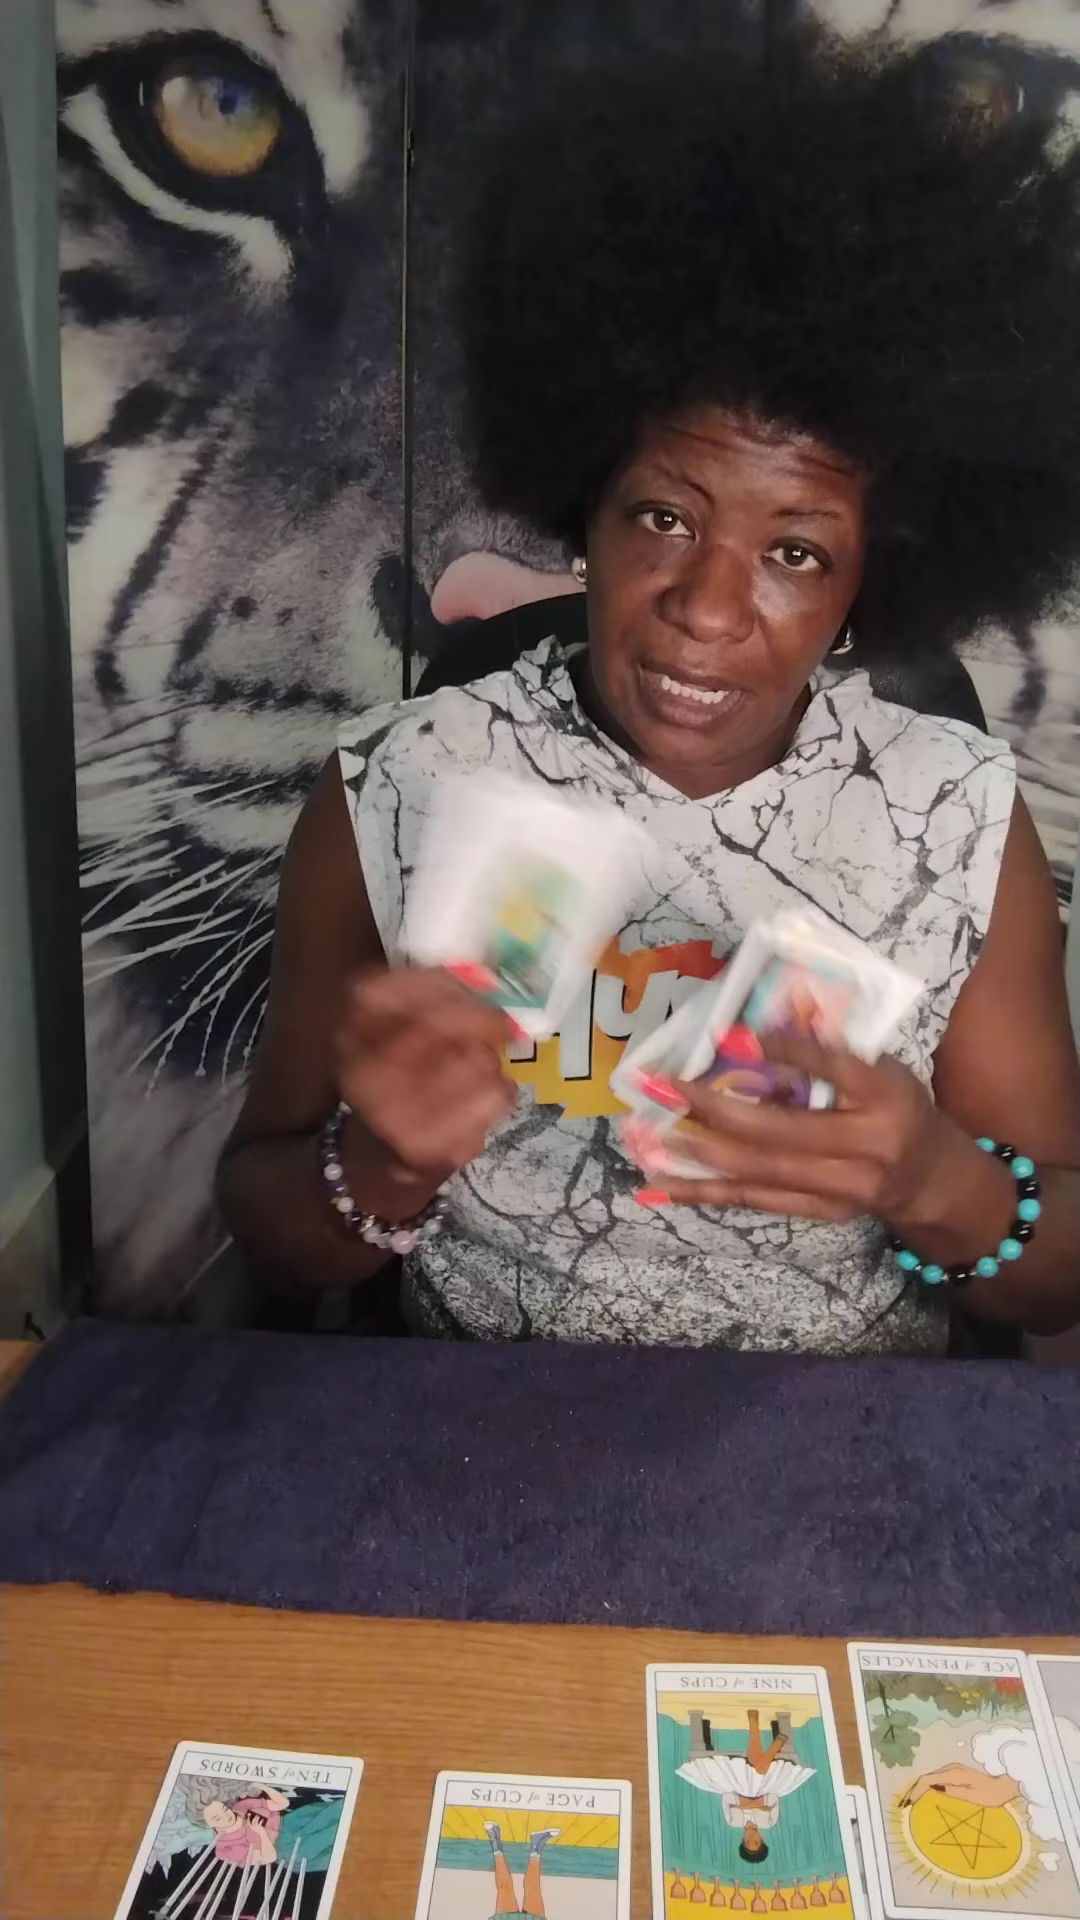 NINE of CUPS
ACE of PENTACLES
TEN of SWORDS
PAGE of CUPS